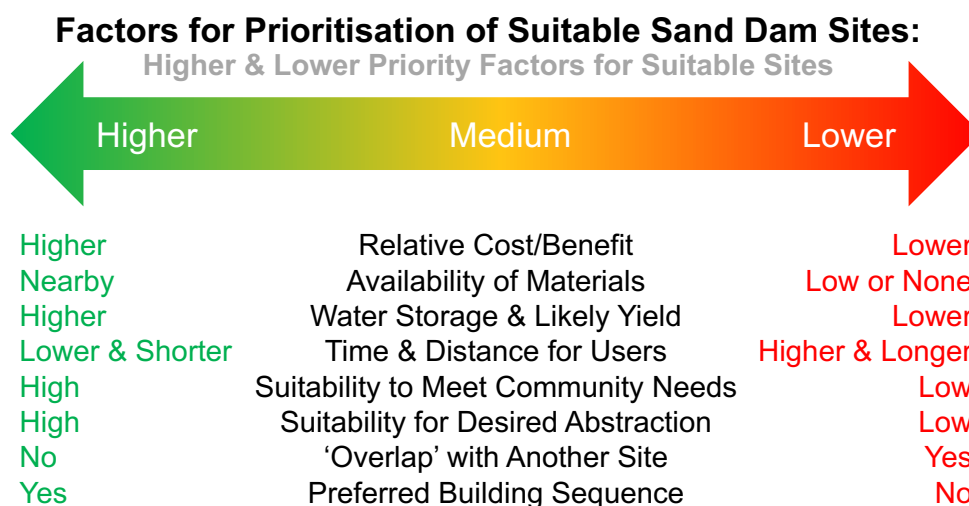 Factors for Prioritisation of Suitable Sand Dam Sites:
Higher & Lower Priority Factors for Suitable Sites
Higher Medium Lower
Higher Relative Cost/Benefit Lower
Nearby Availability of Materials Low or None
Higher Water Storage & Likely Yield Lower
Lower & Shorter Time & Distance for Users Higher & Longer
High Suitability to Meet Community Needs Low
High Suitability for Desired Abstraction Low
No ‘Overlap’ with Another Site Yes
Yes Preferred Building Sequence No